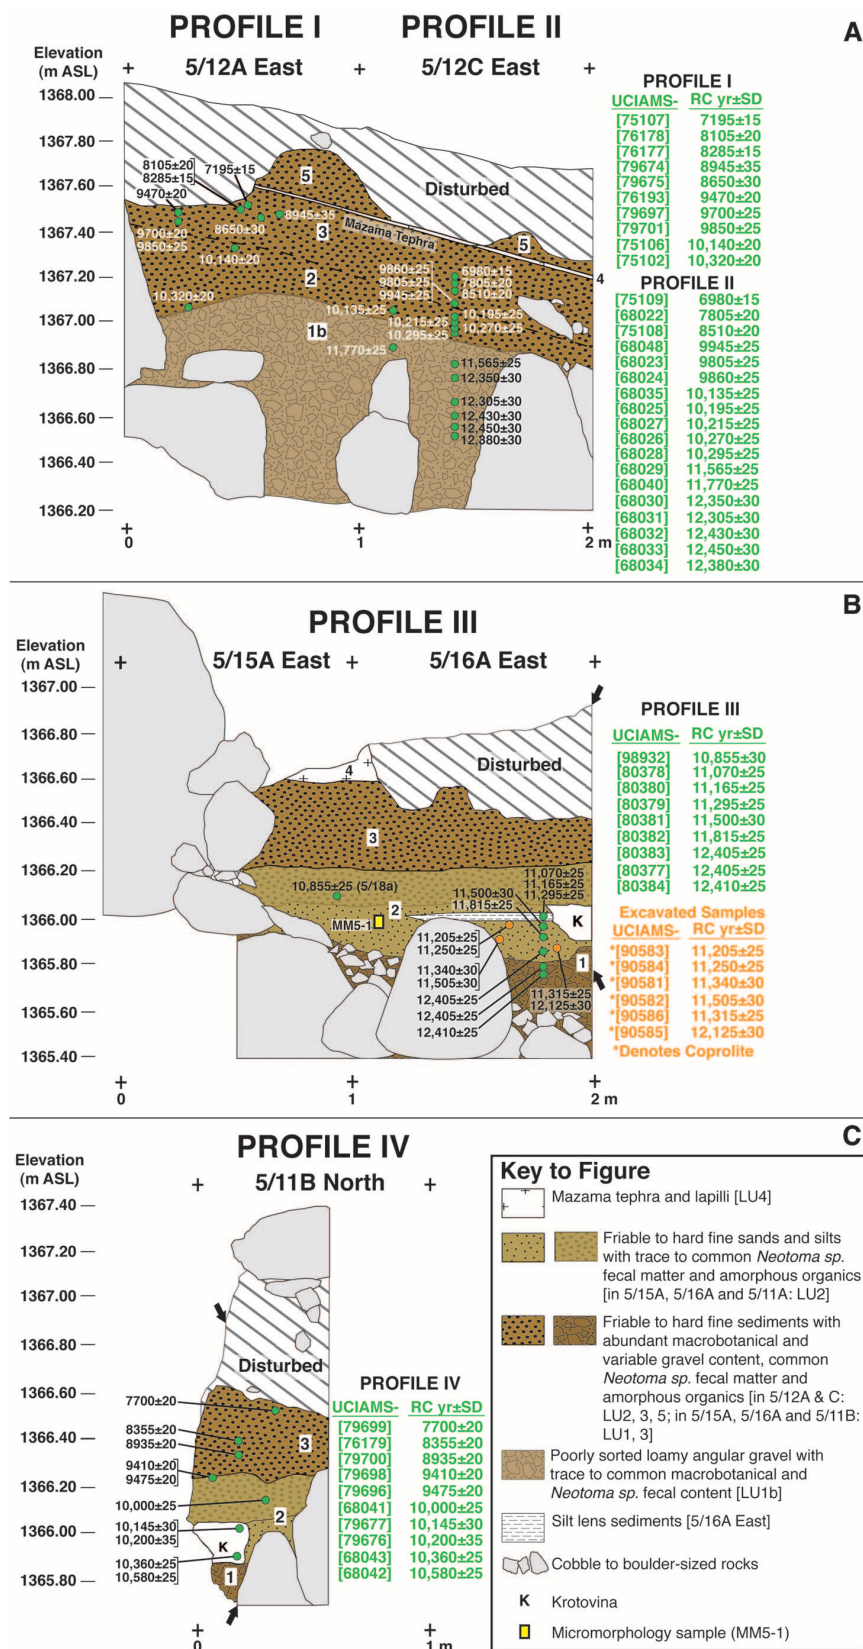 A
PROFILE I PROFILE II
Elevation
(m ASL)
5/12A East 5/12C East
1368.00
1367.80
1367.60
1367.40
1367.20
1367.00
1366.80
1366.60
1366.40
1366.20
8105±20
8285±15
7195±15
9470±20
9700±20
9850±25
8650±30
8945±35
10,140±20
10,320±20
5
3
2
1b
Disturbed
Mazama Tephra
5
4
9860±25
9805±25
9945±25
6980±15
7805±20
8510±20
10,135±25
10,195±25
10,215±25
10,270±25
10,295±25
11,770±25
11,565±25
12,350±30
12,305±30
12,430±30
12,450±30
12,380±30
0 1 2 m
PROFILE I
UCIAMS- RC yr±SD
[75107] 7195±15
[76178] 8105±20
[76177] 8285±15
[79674] 8945±35
[79675] 8650±30
[76193] 9470±20
[79697] 9700±25
[79701] 9850±25
[75106] 10,140±20
[75102] 10,320±20
PROFILE II
[75109] 6980±15
[68022] 7805±20
[75108] 8510±20
[68048] 9945±25
[68023] 9805±25
[68024] 9860±25
[68035] 10,135±25
[68025] 10,195±25
[68027] 10,215±25
[68026] 10,270±25
[68028] 10,295±25
[68029] 11,565±25
[68040] 11,770±25
[68030] 12,350±30
[68031] 12,305±30
[68032] 12,430±30
[68033] 12,450±30
[68034] 12,380±30
B
PROFILE III
Elevation
(m ASL)
5/15A East 5/16A East
1367.00
1366.80
1366.60
1366.40
1366.20
1366.00
1365.80
1365.60
1365.40
Disturbed
4
3
2
1
K
10,855±25 (5/18a)
MM5-1
11,070±25
11,165±25
11,295±25
11,500±30
11,815±25
11,205±25
11,250±25
11,340±30
11,505±30
12,405±25
12,405±25
12,410±25
11,315±25
12,125±30
0 1 2 m
PROFILE III
UCIAMS- RC yr±SD
[98932] 10,855±30
[80378] 11,070±25
[80380] 11,165±25
[80379] 11,295±25
[80381] 11,500±30
[80382] 11,815±25
[80383] 12,405±25
[80377] 12,405±25
[80384] 12,410±25
Excavated Samples
UCIAMS- RC yr±SD
*[90583] 11,205±25
*[90584] 11,250±25
*[90581] 11,340±30
*[90582] 11,505±30
*[90586] 11,315±25
*[90585] 12,125±30
*Denotes Coprolite
C
PROFILE IV
Elevation
(m ASL)
5/11B North
1367.40
1367.20
1367.00
1366.80
1366.60
1366.40
1366.20
1366.00
1365.80
Disturbed
7700±20
8355±20
8935±20
9410±20
9475±20
10,000±25
10,145±30
10,200±35
10,360±25
10,580±25
3
2
K
1
0 1 m
PROFILE IV
UCIAMS- RC yr±SD
[79699] 7700±20
[76179] 8355±20
[79700] 8935±20
[79698] 9410±20
[79696] 9475±20
[68041] 10,000±25
[79677] 10,145±30
[79676] 10,200±35
[68043] 10,360±25
[68042] 10,580±25
Key to Figure
Mazama tephra and lapilli [LU4]
Friable to hard fine sands and silts
with trace to common Neotoma sp.
fecal matter and amorphous organics
[in 5/15A, 5/16A and 5/11A: LU2]
Friable to hard fine sediments with
abundant macrobotanical and
variable gravel content, common
Neotoma sp. fecal matter and
amorphous organics [in 5/12A & C:
LU2, 3, 5; in 5/15A, 5/16A and 5/11B:
LU1, 3]
Poorly sorted loamy angular gravel with
trace to common macrobotanical and
Neotoma sp. fecal content [LU1b]
Silt lens sediments [5/16A East]
Cobble to boulder-sized rocks
K Krotovina
Micromorphology sample (MM5-1)